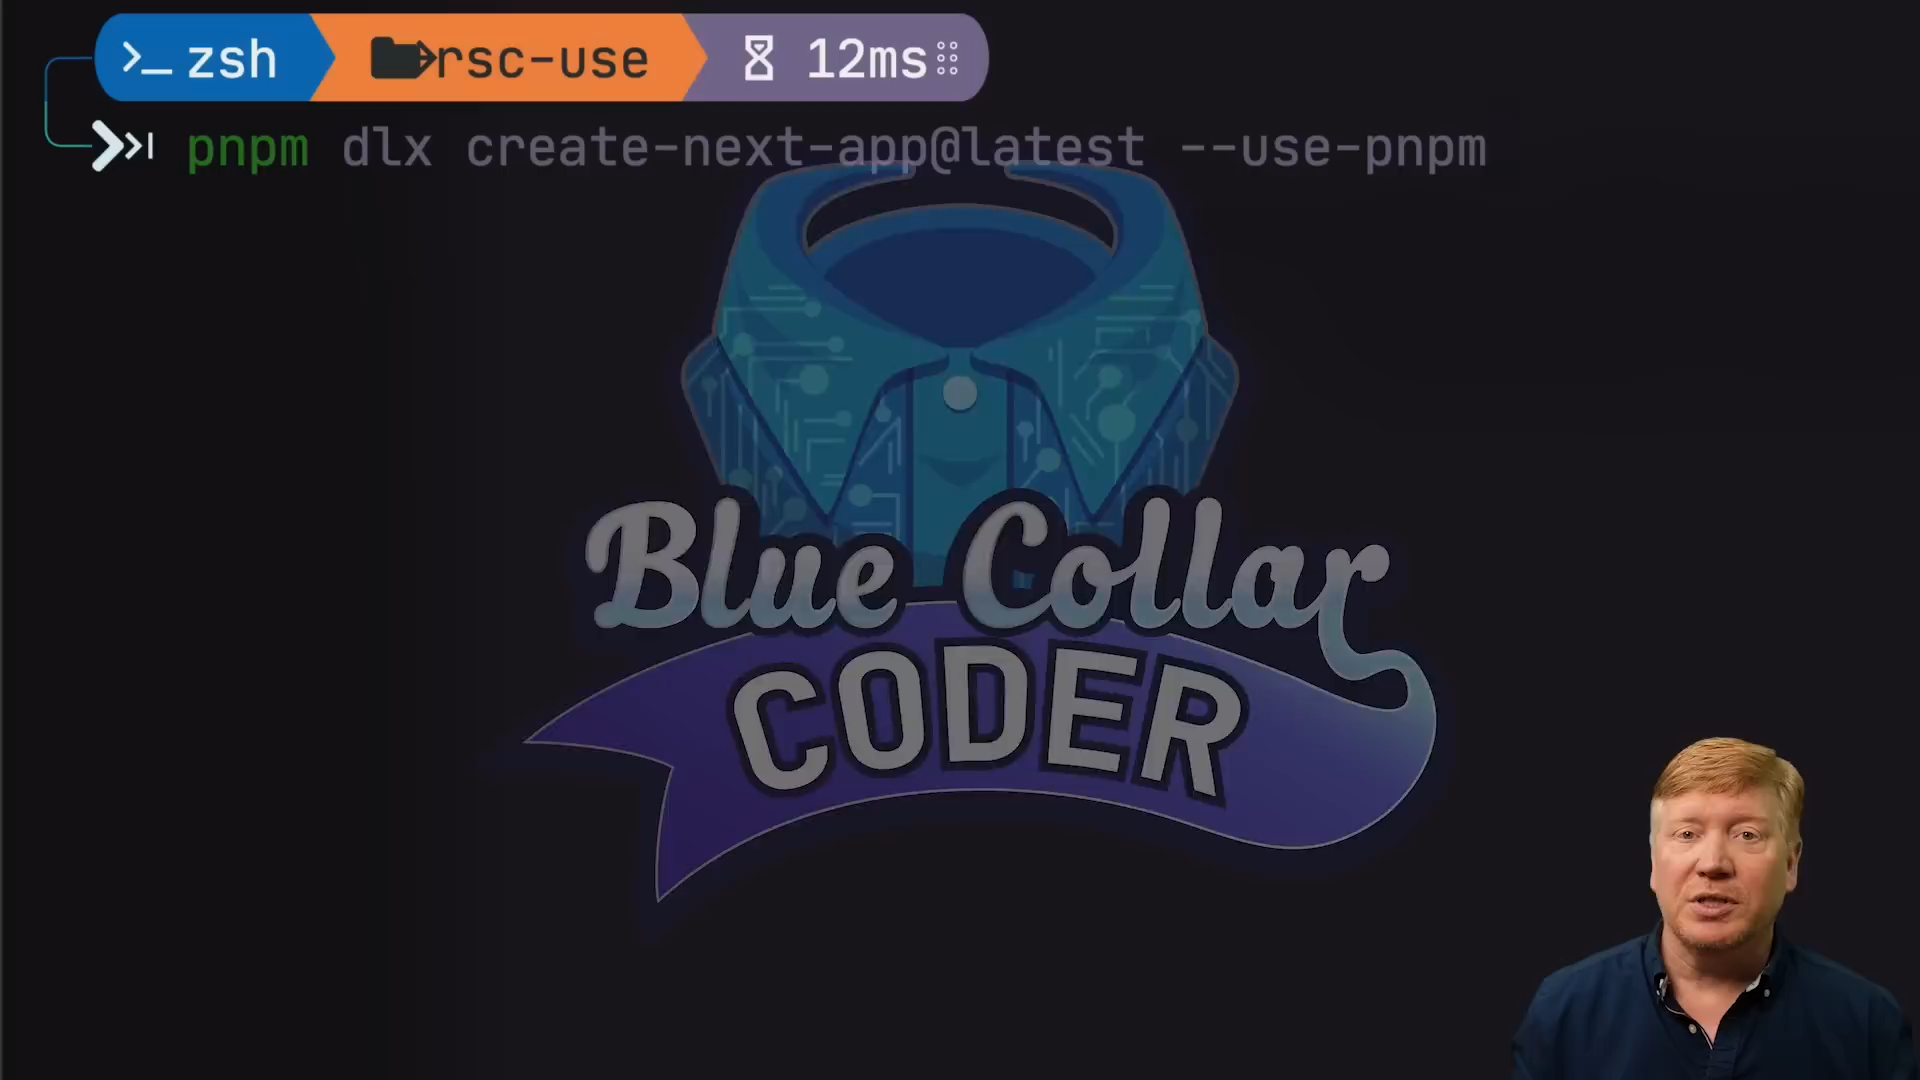 zsh rsc-use 12ms
pnpm dlx create-next-app@latest --use-pnpm
Blue Collar
CODER